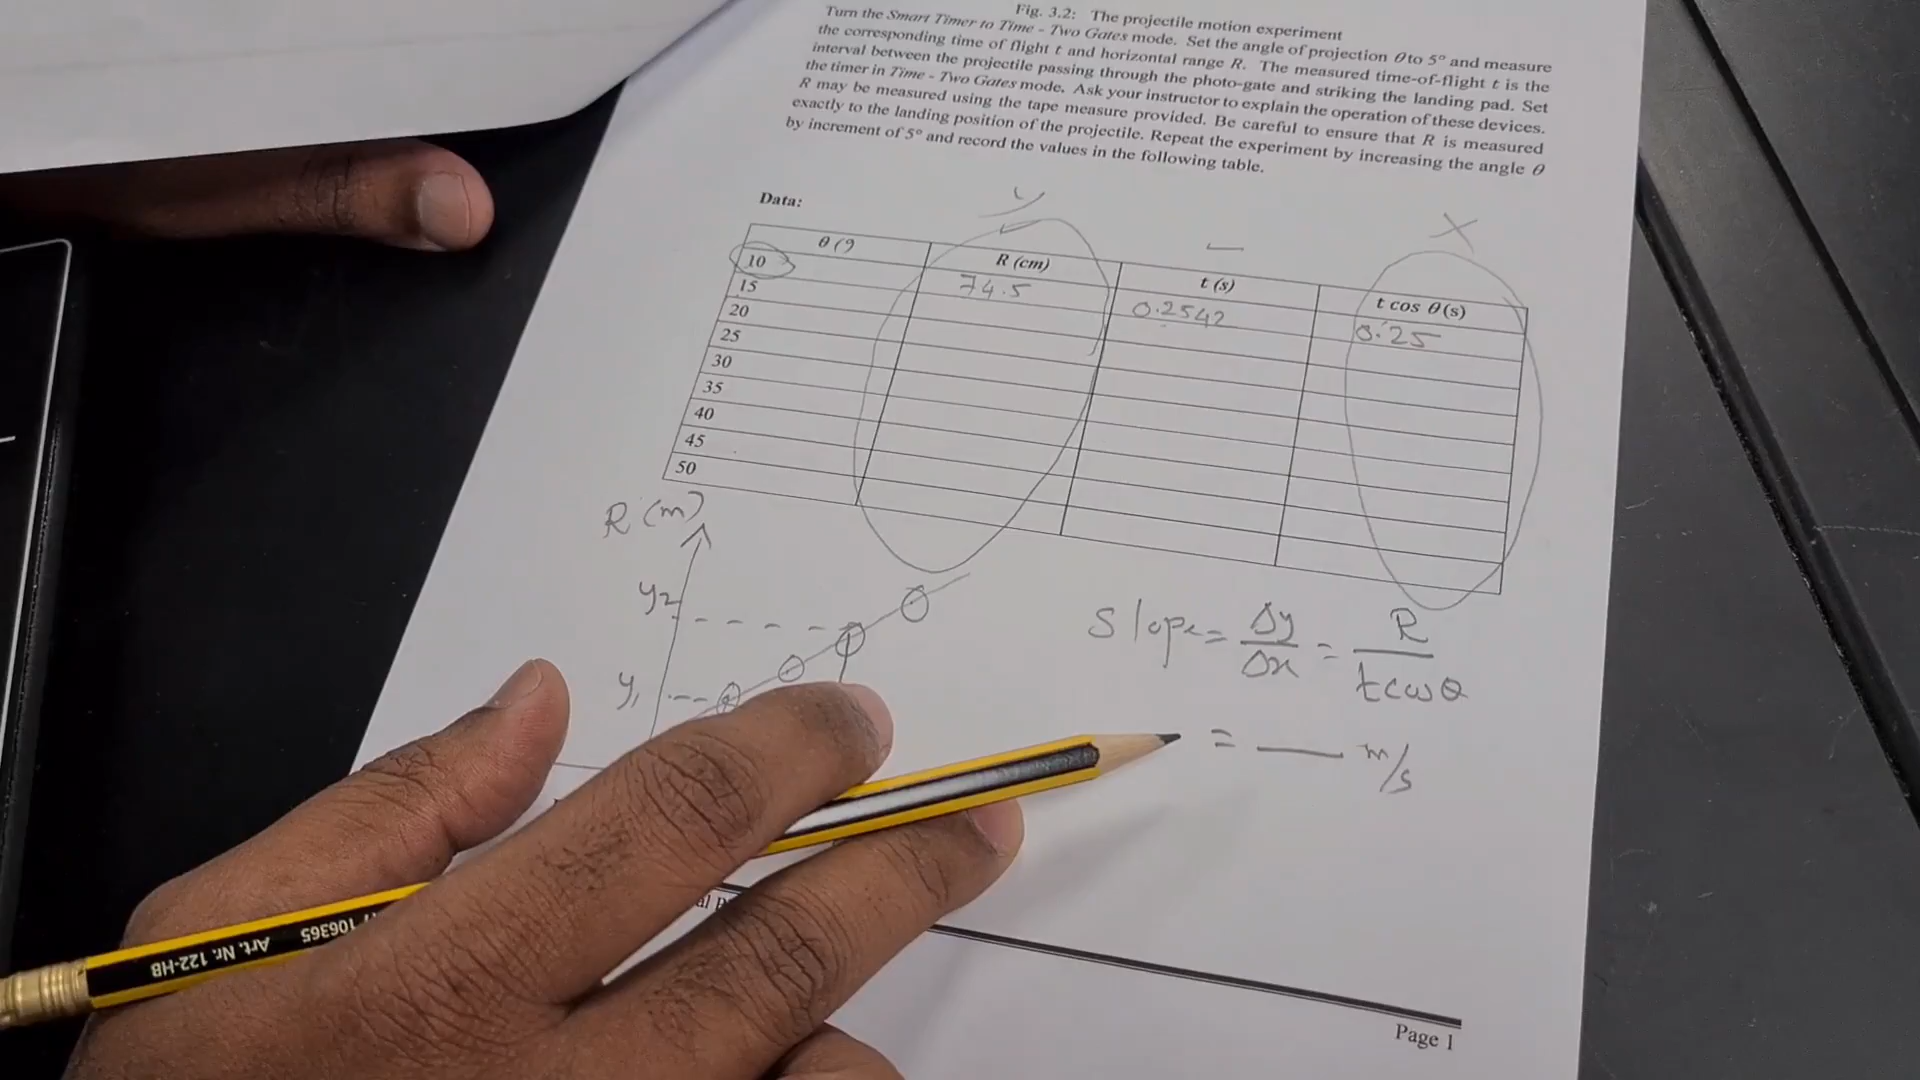 Fig. 3.2: The projectile motion experiment
Turn the Smart Timer to Time - Two Gates mode. Set the angle of projection θ to 5° and measure
the corresponding time of flight t and horizontal range R. The measured time-of-flight t is the
interval between the projectile passing through the photo-gate and striking the landing pad. Set
the timer in Time - Two Gates mode. Ask your instructor to explain the operation of these devices.
R may be measured using the tape measure provided. Be careful to ensure that R is measured
exactly to the landing position of the projectile. Repeat the experiment by increasing the angle θ
by increment of 5° and record the values in the following table.
Data:
y
X
θ (°) R (cm) t (s) t cos θ (s)
10 74.5 0.2542 0.25
15
20
25
30
35
40
45
50
R (m)
y2
y1
Slope = Δy/Δx = R/t cos θ
= — m/s
Art. Nr. 122-HB 106365
Page 1